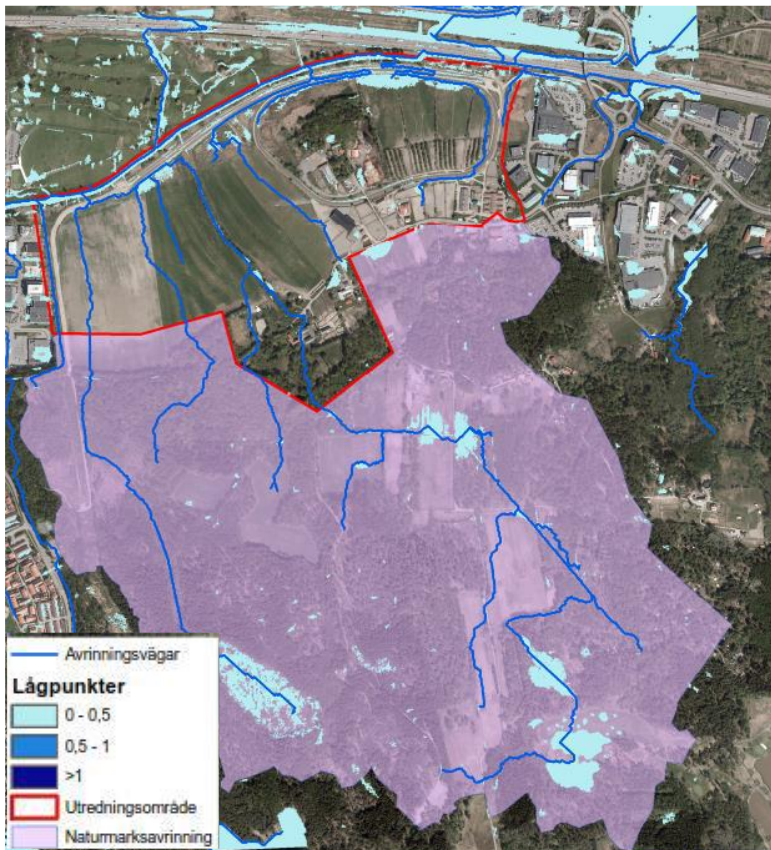 Avrinningsvägar
Lågpunkter
0 - 0,5
0,5 - 1
>1
Utredningsområde
Naturmarksavrinning